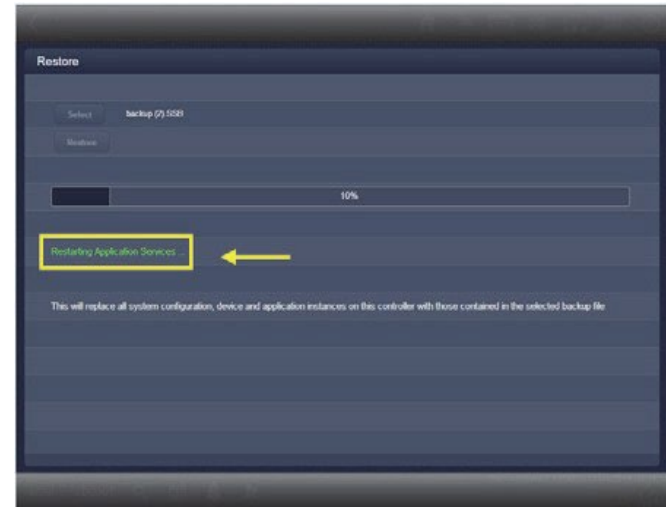 Restore
Select backup (2).SSB
Restore
10%
Restarting Application Services ...
This will replace all system configuration, device and application instances on this controller with those contained in the selected backup file